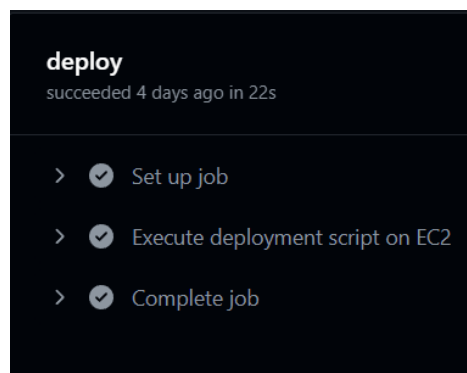 deploy
succeeded 4 days ago in 22s
Set up job
Execute deployment script on EC2
Complete job